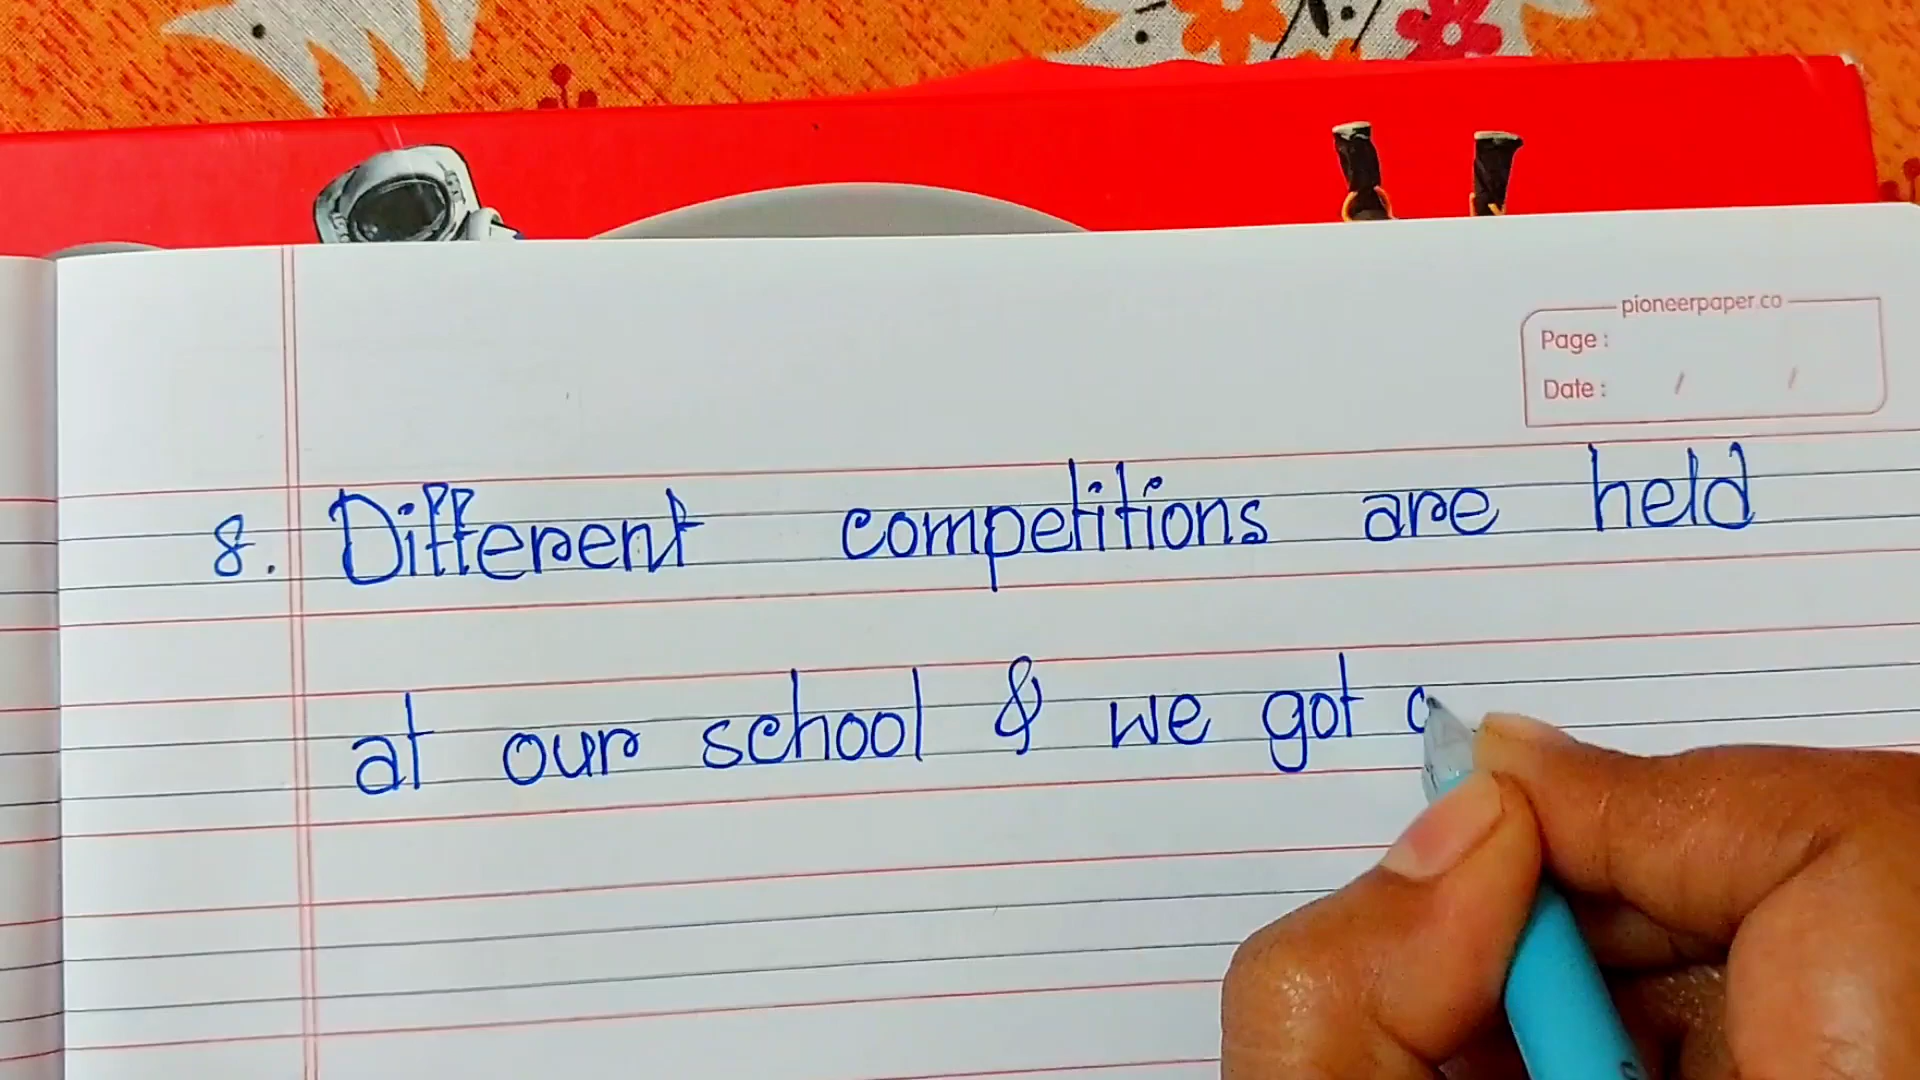 pioneerpaper.co
Page :
Date : / /
8. Different competitions are held
at our school & we got